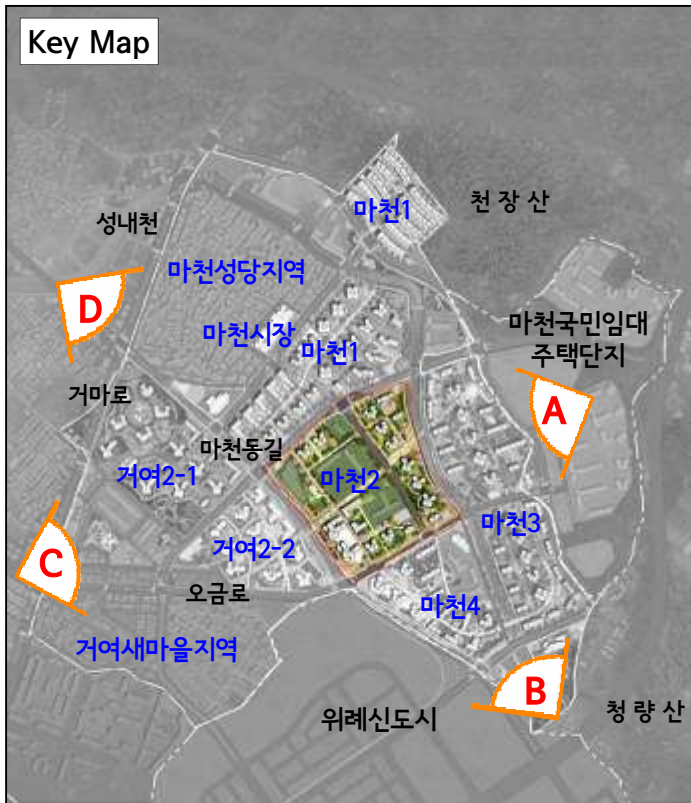 Key Map
마천1
천장산
성내천
마천성당지역
D
마천시장
마천1
마천국민임대
주택단지
거마로
A
마천동길
거여2-1
마천2
마천3
거여2-2
C
오금로
마천4
거여새마을지역
B
위례신도시
청량산